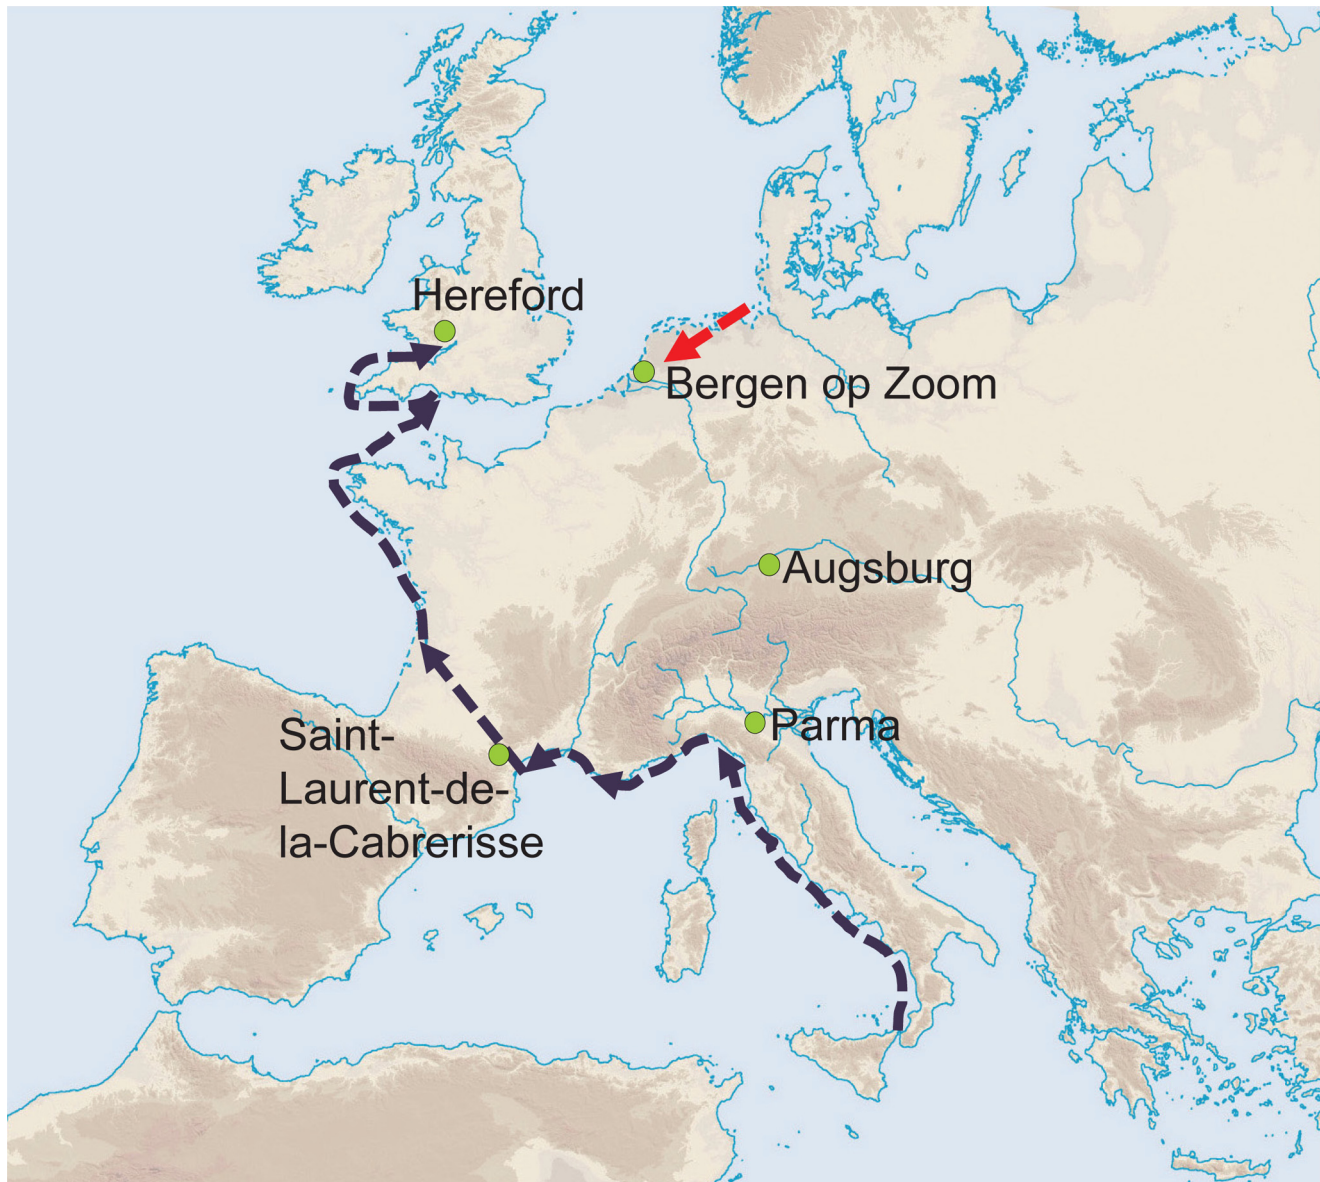 Hereford
Bergen op Zoom
Augsburg
Parma
Saint-
Laurent-de-
la-Cabrerisse